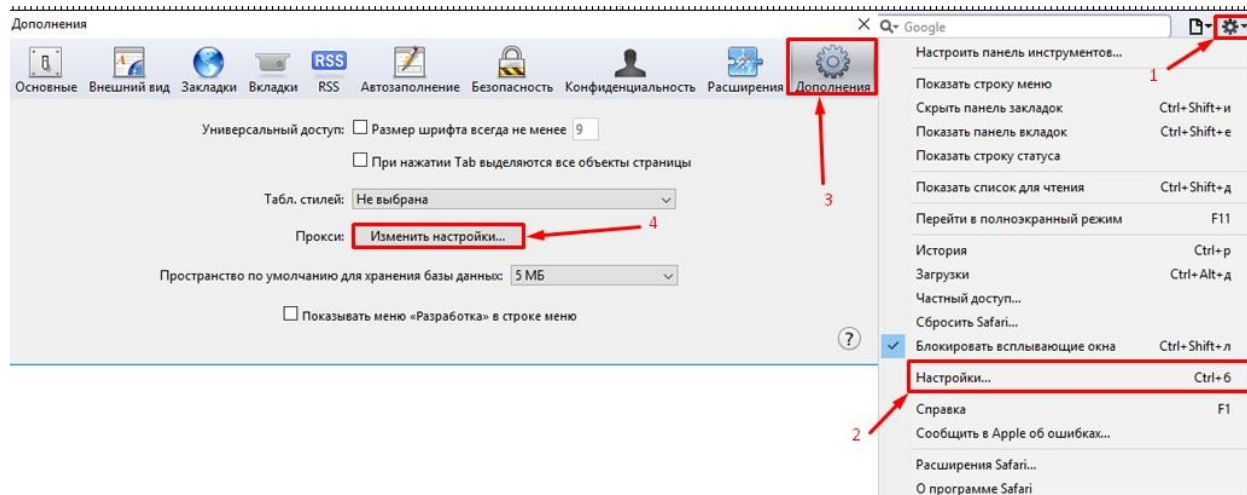 Дополнения
Основные Внешний вид Закладки Вкладки RSS Автозаполнение Безопасность Конфиденциальность Расширения Дополнения
RSS
Универсальный доступ: Размер шрифта всегда не менее 9
При нажатии Tab выделяются все объекты страницы
Табл. стилей: Не выбрана
3
Прокси: Изменить настройки...
4
Пространство по умолчанию для хранения базы данных: 5 МБ
Показывать меню «Разработка» в строке меню
?
Google
1
Настроить панель инструментов...
Показать строку меню
Скрыть панель закладок Ctrl+Shift+и
Показать панель вкладок Ctrl+Shift+е
Показать строку статуса
Показать список для чтения Ctrl+Shift+д
Перейти в полноэкранный режим F11
История Ctrl+р
Загрузки Ctrl+Alt+д
Частный доступ...
Сбросить Safari...
Блокировать всплывающие окна Ctrl+Shift+л
Настройки... Ctrl+б
2
Справка F1
Сообщить в Apple об ошибках...
Расширения Safari...
О программе Safari